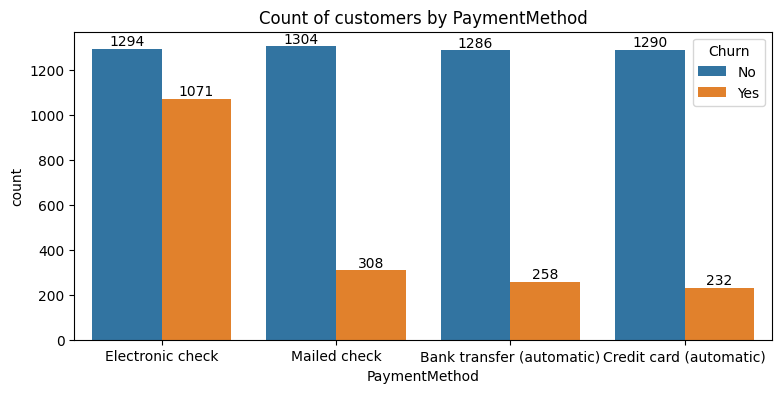 Count of customers by PaymentMethod
Churn
No
Yes
1294
1071
1304
308
1286
258
1290
232
1200
1000
800
600
400
200
0
count
Electronic check
Mailed check
Bank transfer (automatic)
Credit card (automatic)
PaymentMethod